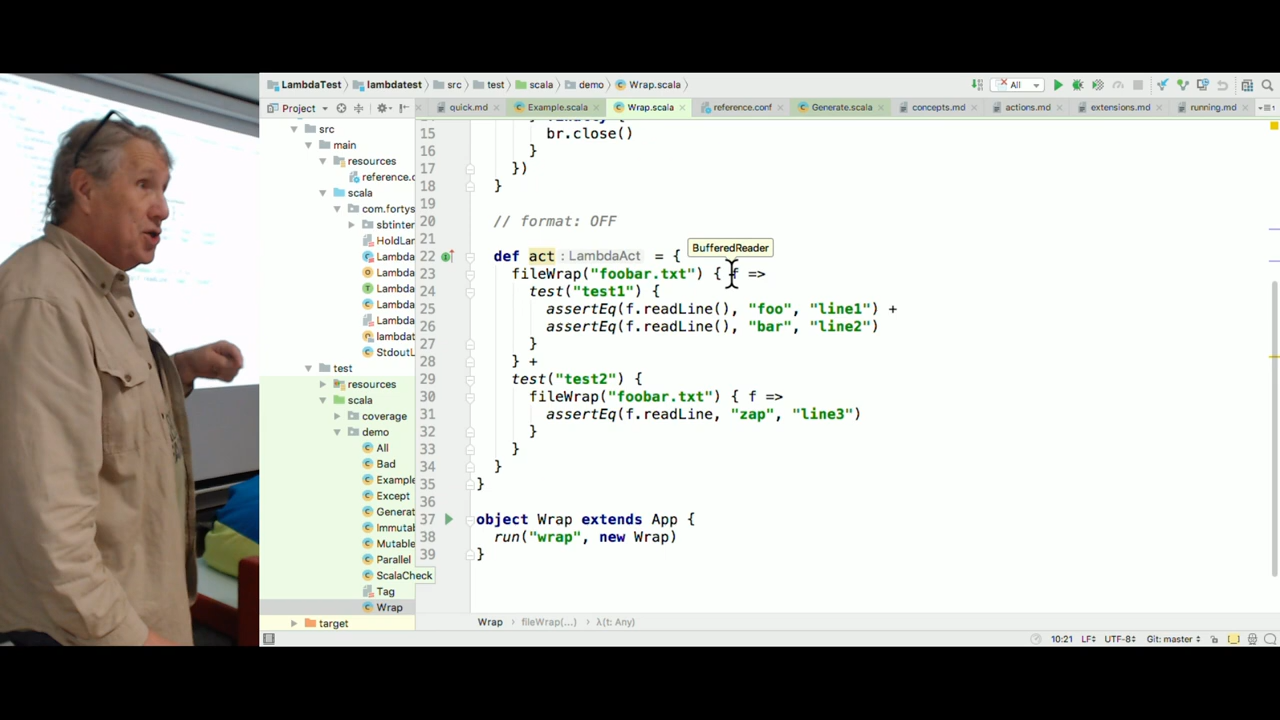 LambdaTest lambdatest src test scala demo Wrap.scala All
Project quick.md Example.scala Wrap.scala reference.conf Generate.scala concepts.md actions.md extensions.md running.md
src
main
resources
reference.c
scala
com.fortys
sbtinter
HoldLar
Lambda
Lambda
Lambda
Lambda
Lambda
lambdat
StdoutL
test
resources
scala
coverage
demo
All
Bad
Example
Except
Generat
Immuta
Mutable
Parallel
ScalaCheck
Tag
Wrap
target
15 br.close()
16 }
17 })
18 }
19
20 // format: OFF
21
BufferedReader
22 def act : LambdaAct = {
23 fileWrap("foobar.txt") { f =>
24 test("test1") {
25 assertEq(f.readLine(), "foo", "line1") +
26 assertEq(f.readLine(), "bar", "line2")
27 }
28 } +
29 test("test2") {
30 fileWrap("foobar.txt") { f =>
31 assertEq(f.readLine, "zap", "line3")
32 }
33 }
34 }
35 }
36
37 object Wrap extends App {
38 run("wrap", new Wrap)
39 }
Wrap fileWrap(...) λ(t: Any)
10:21 LF UTF-8 Git: master